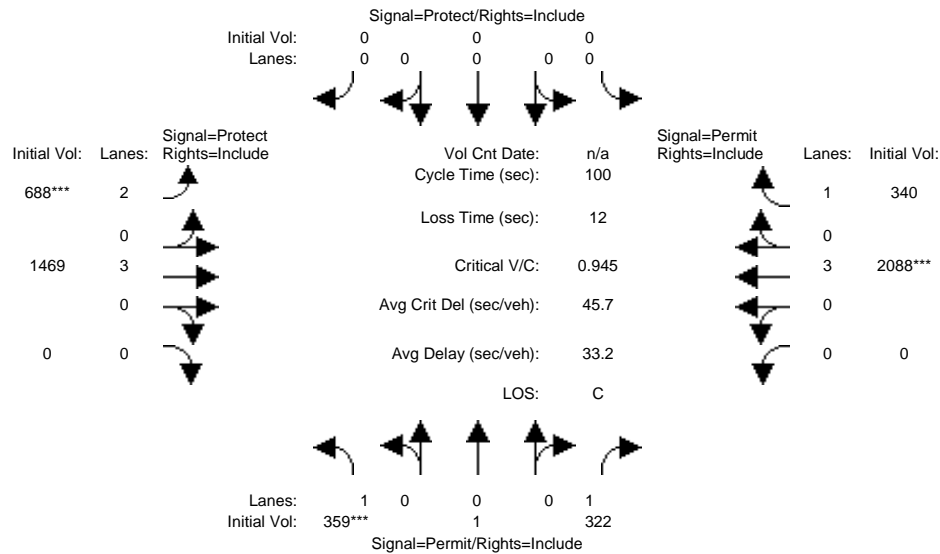 Signal=Protect/Rights=Include
Initial Vol: 0 0 0
Lanes: 0 0 0 0 0
Signal=Protect
Initial Vol: Lanes: Rights=Include
Vol Cnt Date: n/a
Signal=Permit
Rights=Include Lanes: Initial Vol:
Cycle Time (sec): 100
688*** 2
1 340
Loss Time (sec): 12
0
0
1469 3
Critical V/C: 0.945
3 2088***
0
Avg Crit Del (sec/veh): 45.7
0
0 0
Avg Delay (sec/veh): 33.2
0 0
LOS: C
Lanes: 1 0 0 0 1
Initial Vol: 359*** 1 322
Signal=Permit/Rights=Include